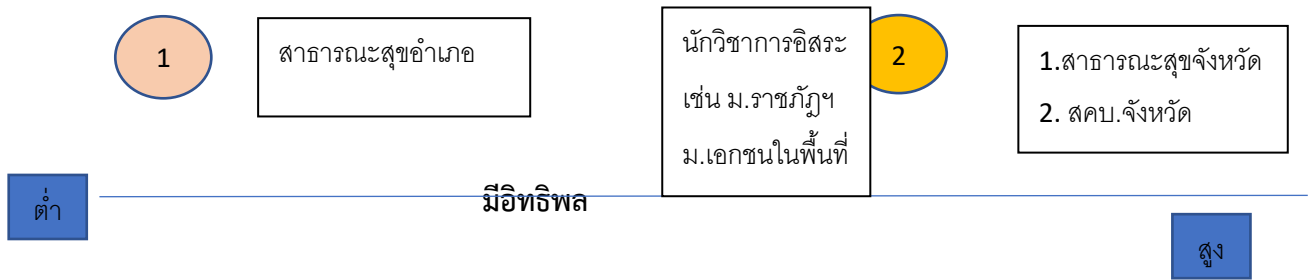 1
สาธารณะสุขอำเภอ
นักวิชาการอิสระ
เช่น ม.ราชภัฏฯ
ม.เอกชนในพื้นที่
2
1.สาธารณะสุขจังหวัด
2. สคบ.จังหวัด
ต่ำ
มีอิทธิพล
สูง